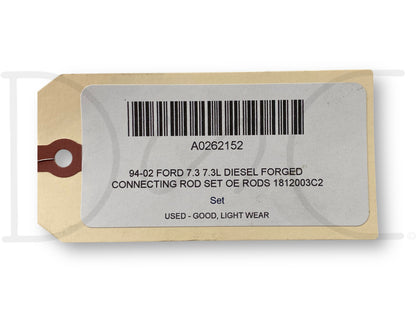 A0262152
94-02 FORD 7.3 7.3L DIESEL FORGED
CONNECTING ROD SET OE RODS 1812003C2
Set
USED - GOOD, LIGHT WEAR